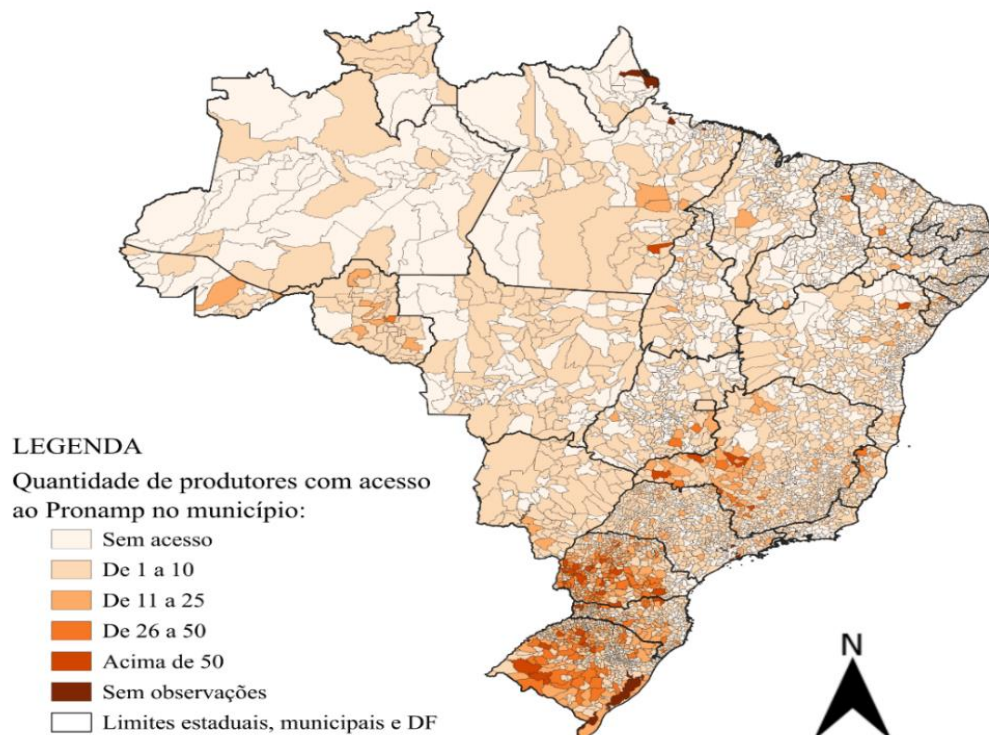 N
LEGENDA
Quantidade de produtores com acesso
ao Pronamp no município:
Sem acesso
De 1 a 10
De 11 a 25
De 26 a 50
Acima de 50
Sem observações
Limites estaduais, municipais e DF